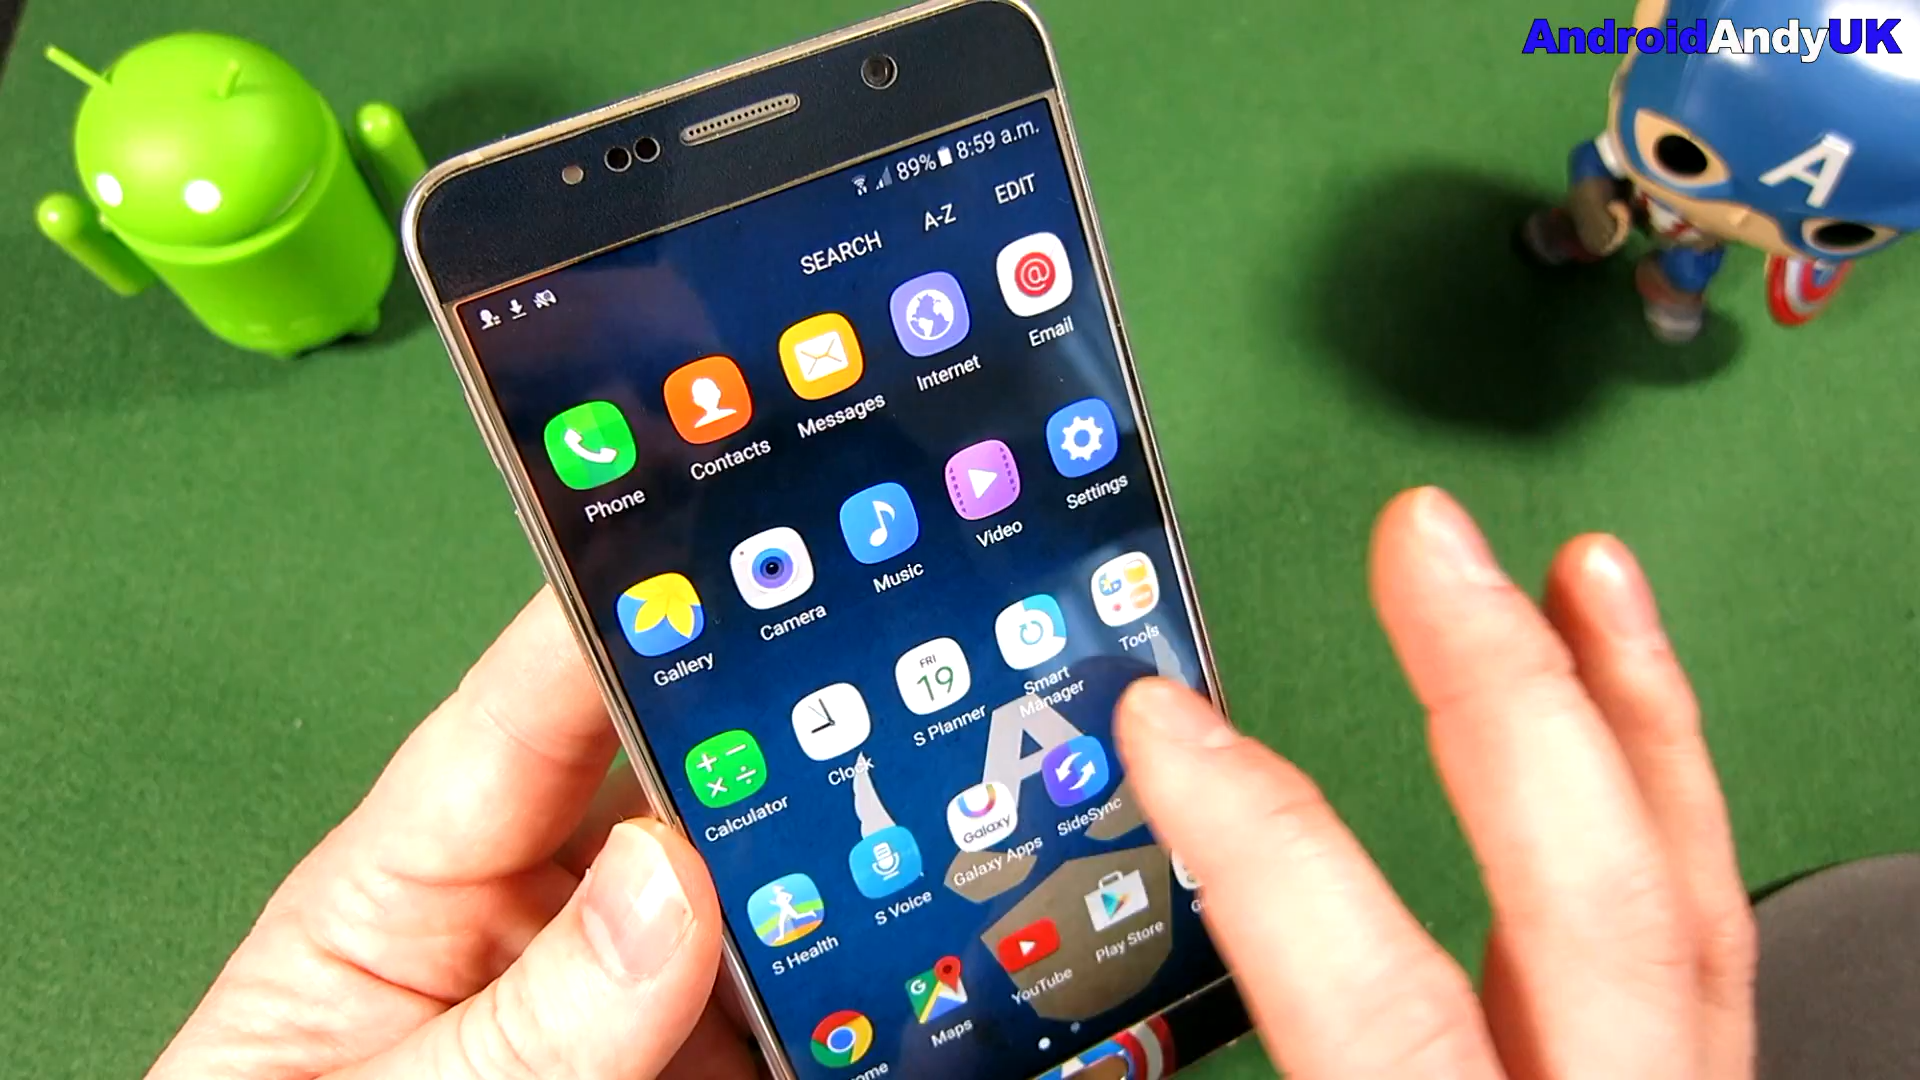 AndroidAndyUK
89% 8:59 a.m.
SEARCH A-Z EDIT
Phone Contacts Messages Internet Email
Gallery Camera Music Video Settings
FRI
19
Calculator Clock S Planner Smart Manager Tools
Galaxy
S Health S Voice Galaxy Apps SideSync
G
Maps YouTube Play Store
A
A